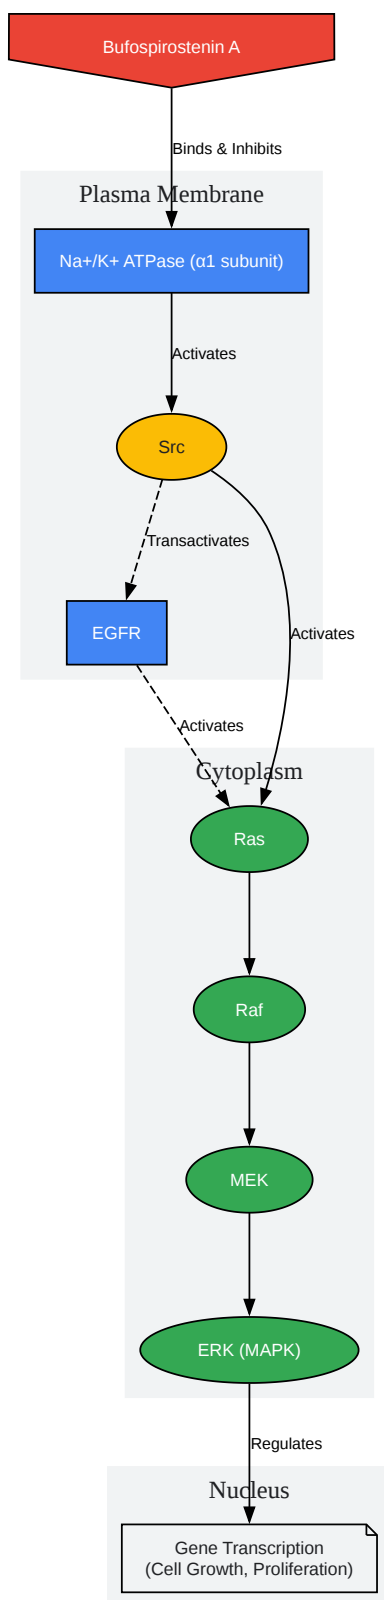 Bufospirostenin A
Binds & Inhibits
Plasma Membrane
Na+/K+ ATPase (α1 subunit)
Activates
Src
Transactivates
EGFR
Activates
Activates
Cytoplasm
Ras
Raf
MEK
ERK (MAPK)
Regulates
Nucleus
Gene Transcription
(Cell Growth, Proliferation)